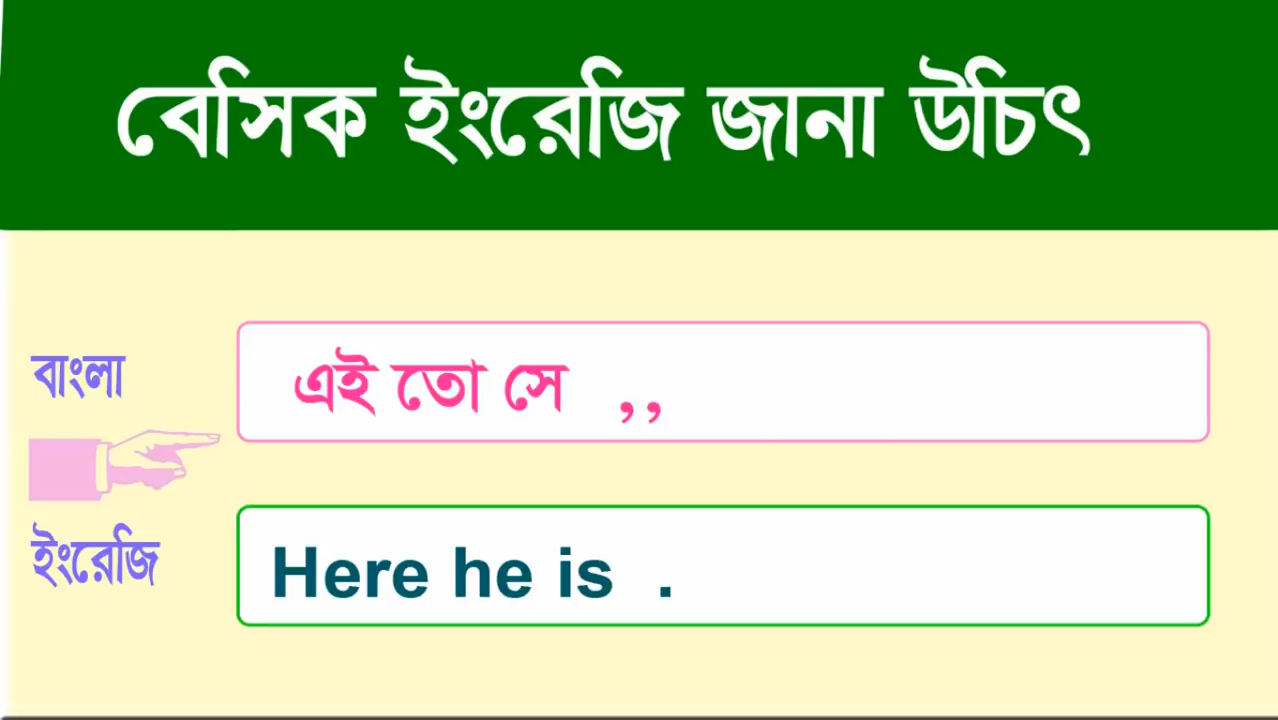 বেসিক ইংরেজি জানা উচিৎ
বাংলা
এই তো সে ,,
ইংরেজি
Here he is .